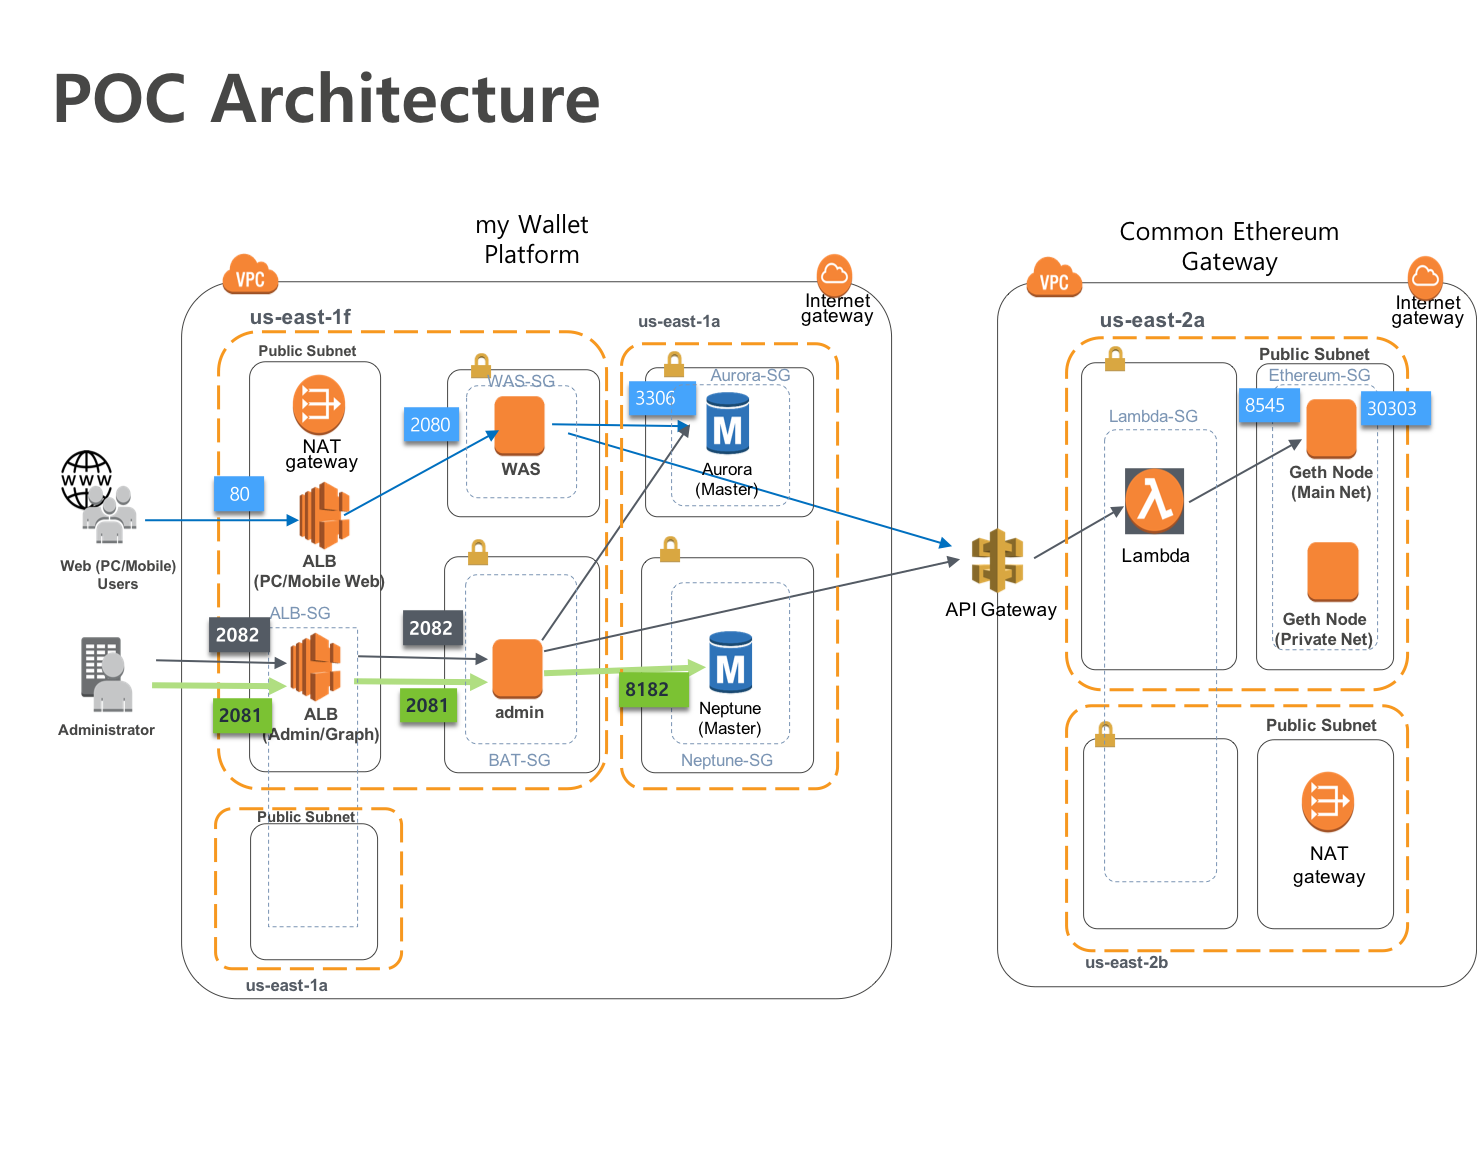 POC Architecture
my Wallet
Platform
VPC
Internet
gateway
us-east-1f
us-east-1a
Public Subnet
NAT
gateway
WAS-SG
2080
WAS
Aurora-SG
3306
M
Aurora
(Master)
www
80
Web (PC/Mobile)
Users
ALB
(PC/Mobile Web)
ALB-SG
2082
2082
2081
2081
Administrator
ALB
(Admin/Graph)
admin
BAT-SG
8182
M
Neptune
(Master)
Neptune-SG
Public Subnet
us-east-1a
API Gateway
Common Ethereum
Gateway
VPC
Internet
gateway
us-east-2a
Public Subnet
Ethereum-SG
8545
30303
Lambda-SG
λ
Lambda
Geth Node
(Main Net)
Geth Node
(Private Net)
Public Subnet
NAT
gateway
us-east-2b